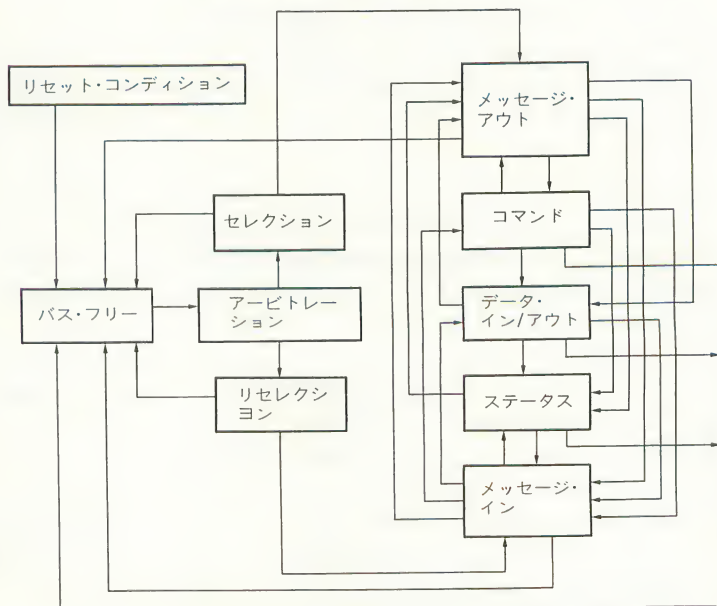 リセット・コンディション
メッセージ・
アウト
セレクション
コマンド
バス・フリー
アービトレー
ション
データ・
イン/アウト
リセレクシ
ヨン
ステータス
メッセージ・
イン